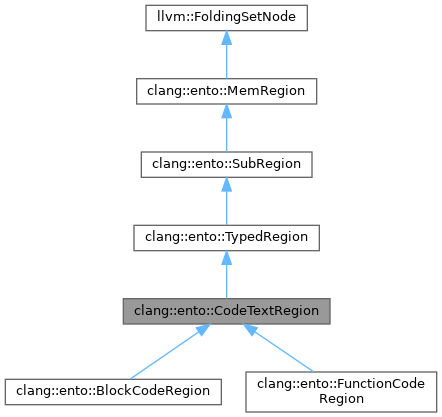 llvm::FoldingSetNode
clang::ento::MemRegion
clang::ento::SubRegion
clang::ento::TypedRegion
clang::ento::CodeTextRegion
clang::ento::BlockCodeRegion
clang::ento::FunctionCode
Region